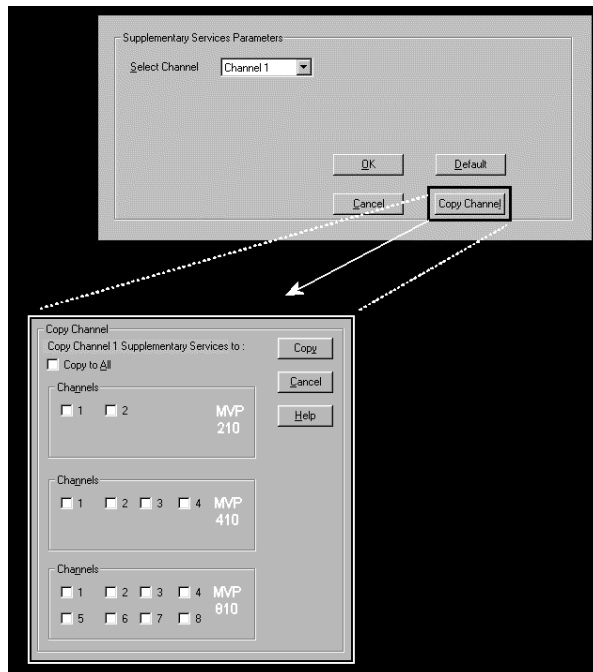 Supplementary Services Parameters
Select Channel Channel 1
OK Default
Cancel Copy Channel
Copy Channel
Copy Channel 1 Supplementary Services to :
Copy
Copy to All
Cancel
Channels
Help
1 2 MVP
210
Channels
1 2 3 4 MVP
410
Channels
1 2 3 4 MVP
810
5 6 7 8